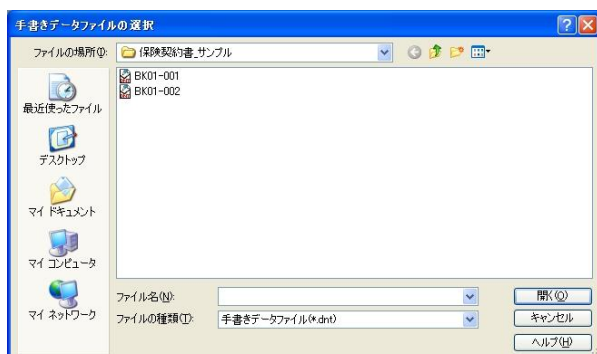 手書きデータファイルの選択
ファイルの場所(I):
保険契約書_サンプル
BK01-001
BK01-002
最近使ったファイル
デスクトップ
マイ ドキュメント
マイ コンピュータ
マイ ネットワーク
ファイル名(N):
開く(O)
ファイルの種類(T):
手書きデータファイル(*.dnt)
キャンセル
ヘルプ(H)